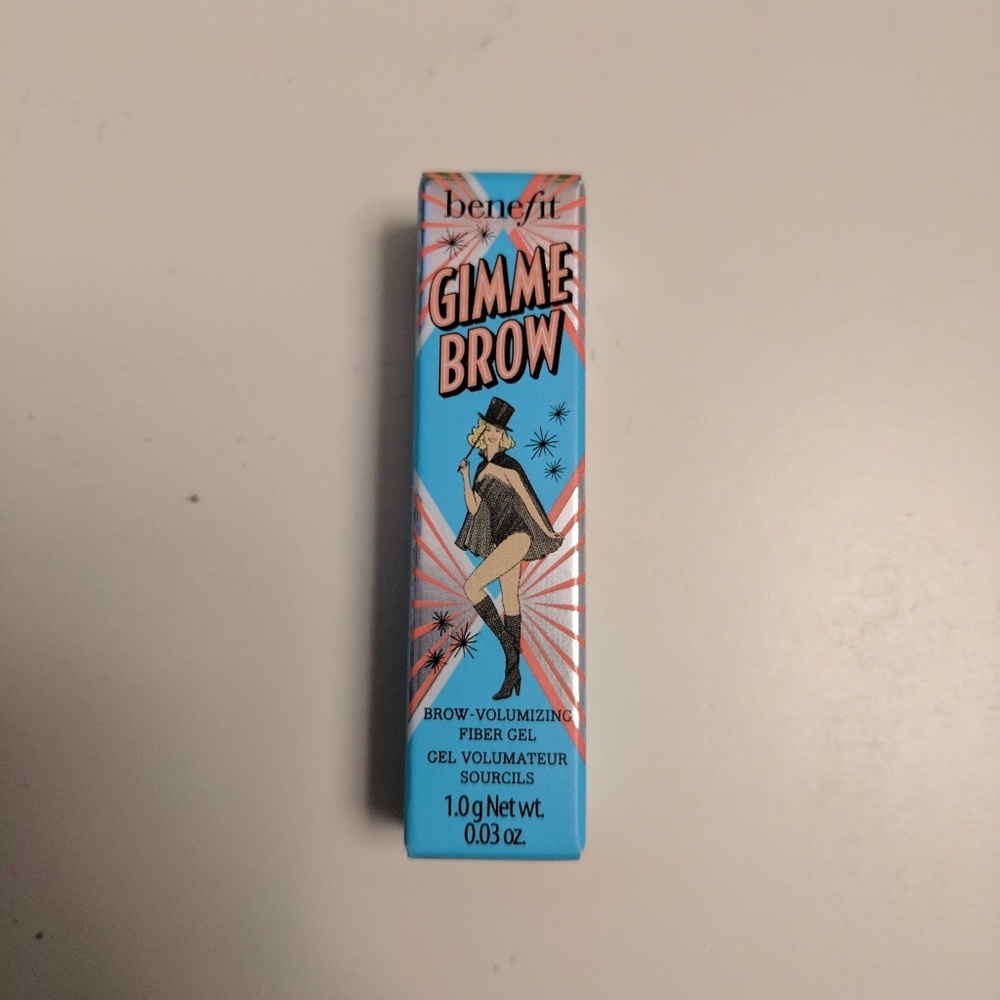 benefit
GIMME
BROW
BROW-VOLUMIZING
FIBER GEL
GEL VOLUMATEUR
SOURCILS
1.0 g Net wt.
0.03 oz.